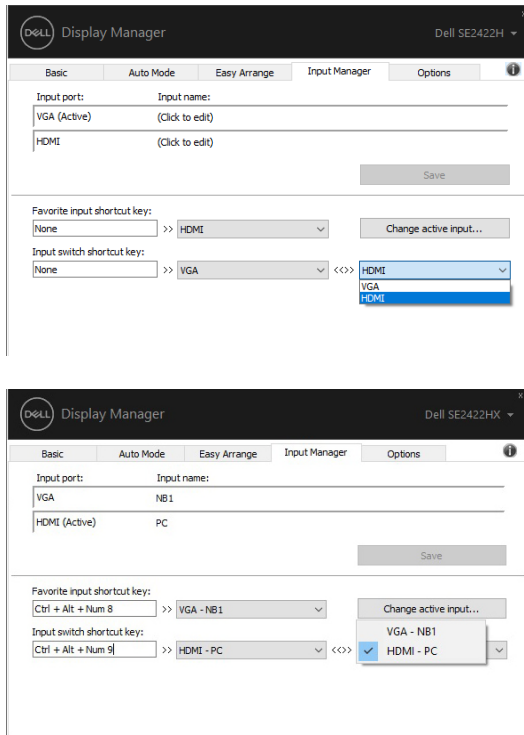 DELL Display Manager Dell SE2422H
Basic Auto Mode Easy Arrange Input Manager Options
Input port: Input name:
VGA (Active) (Click to edit)
HDMI (Click to edit)
Save
Favorite input shortcut key:
None >> HDMI Change active input...
Input switch shortcut key:
None >> VGA <<>> HDMI
VGA
HDMI
x
DELL Display Manager Dell SE2422HX
Basic Auto Mode Easy Arrange Input Manager Options
Input port: Input name:
VGA NB1
HDMI (Active) PC
Save
Favorite input shortcut key:
Ctrl + Alt + Num 8 >> VGA - NB1 Change active input...
Input switch shortcut key:
VGA - NB1
Ctrl + Alt + Num 9 >> HDMI - PC <<>> HDMI - PC